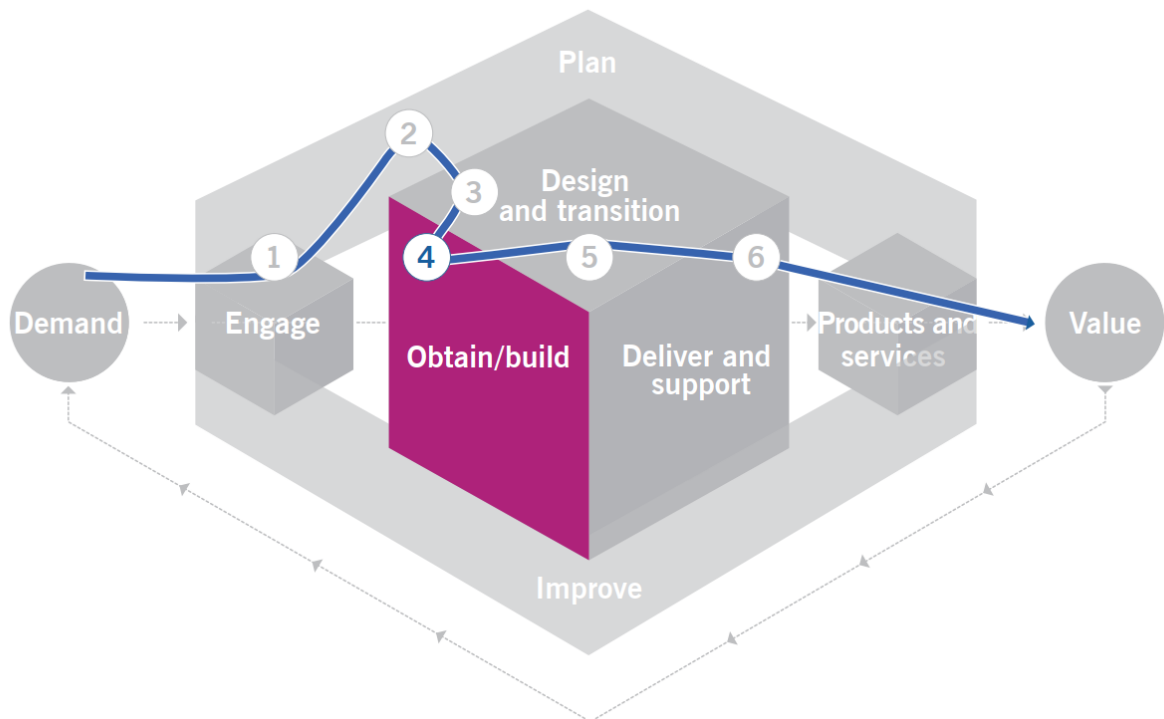 Plan
2
3
Design
and transition
1
4
5
6
Demand
Engage
Products and
services
Value
Obtain/build
Deliver and
support
Improve